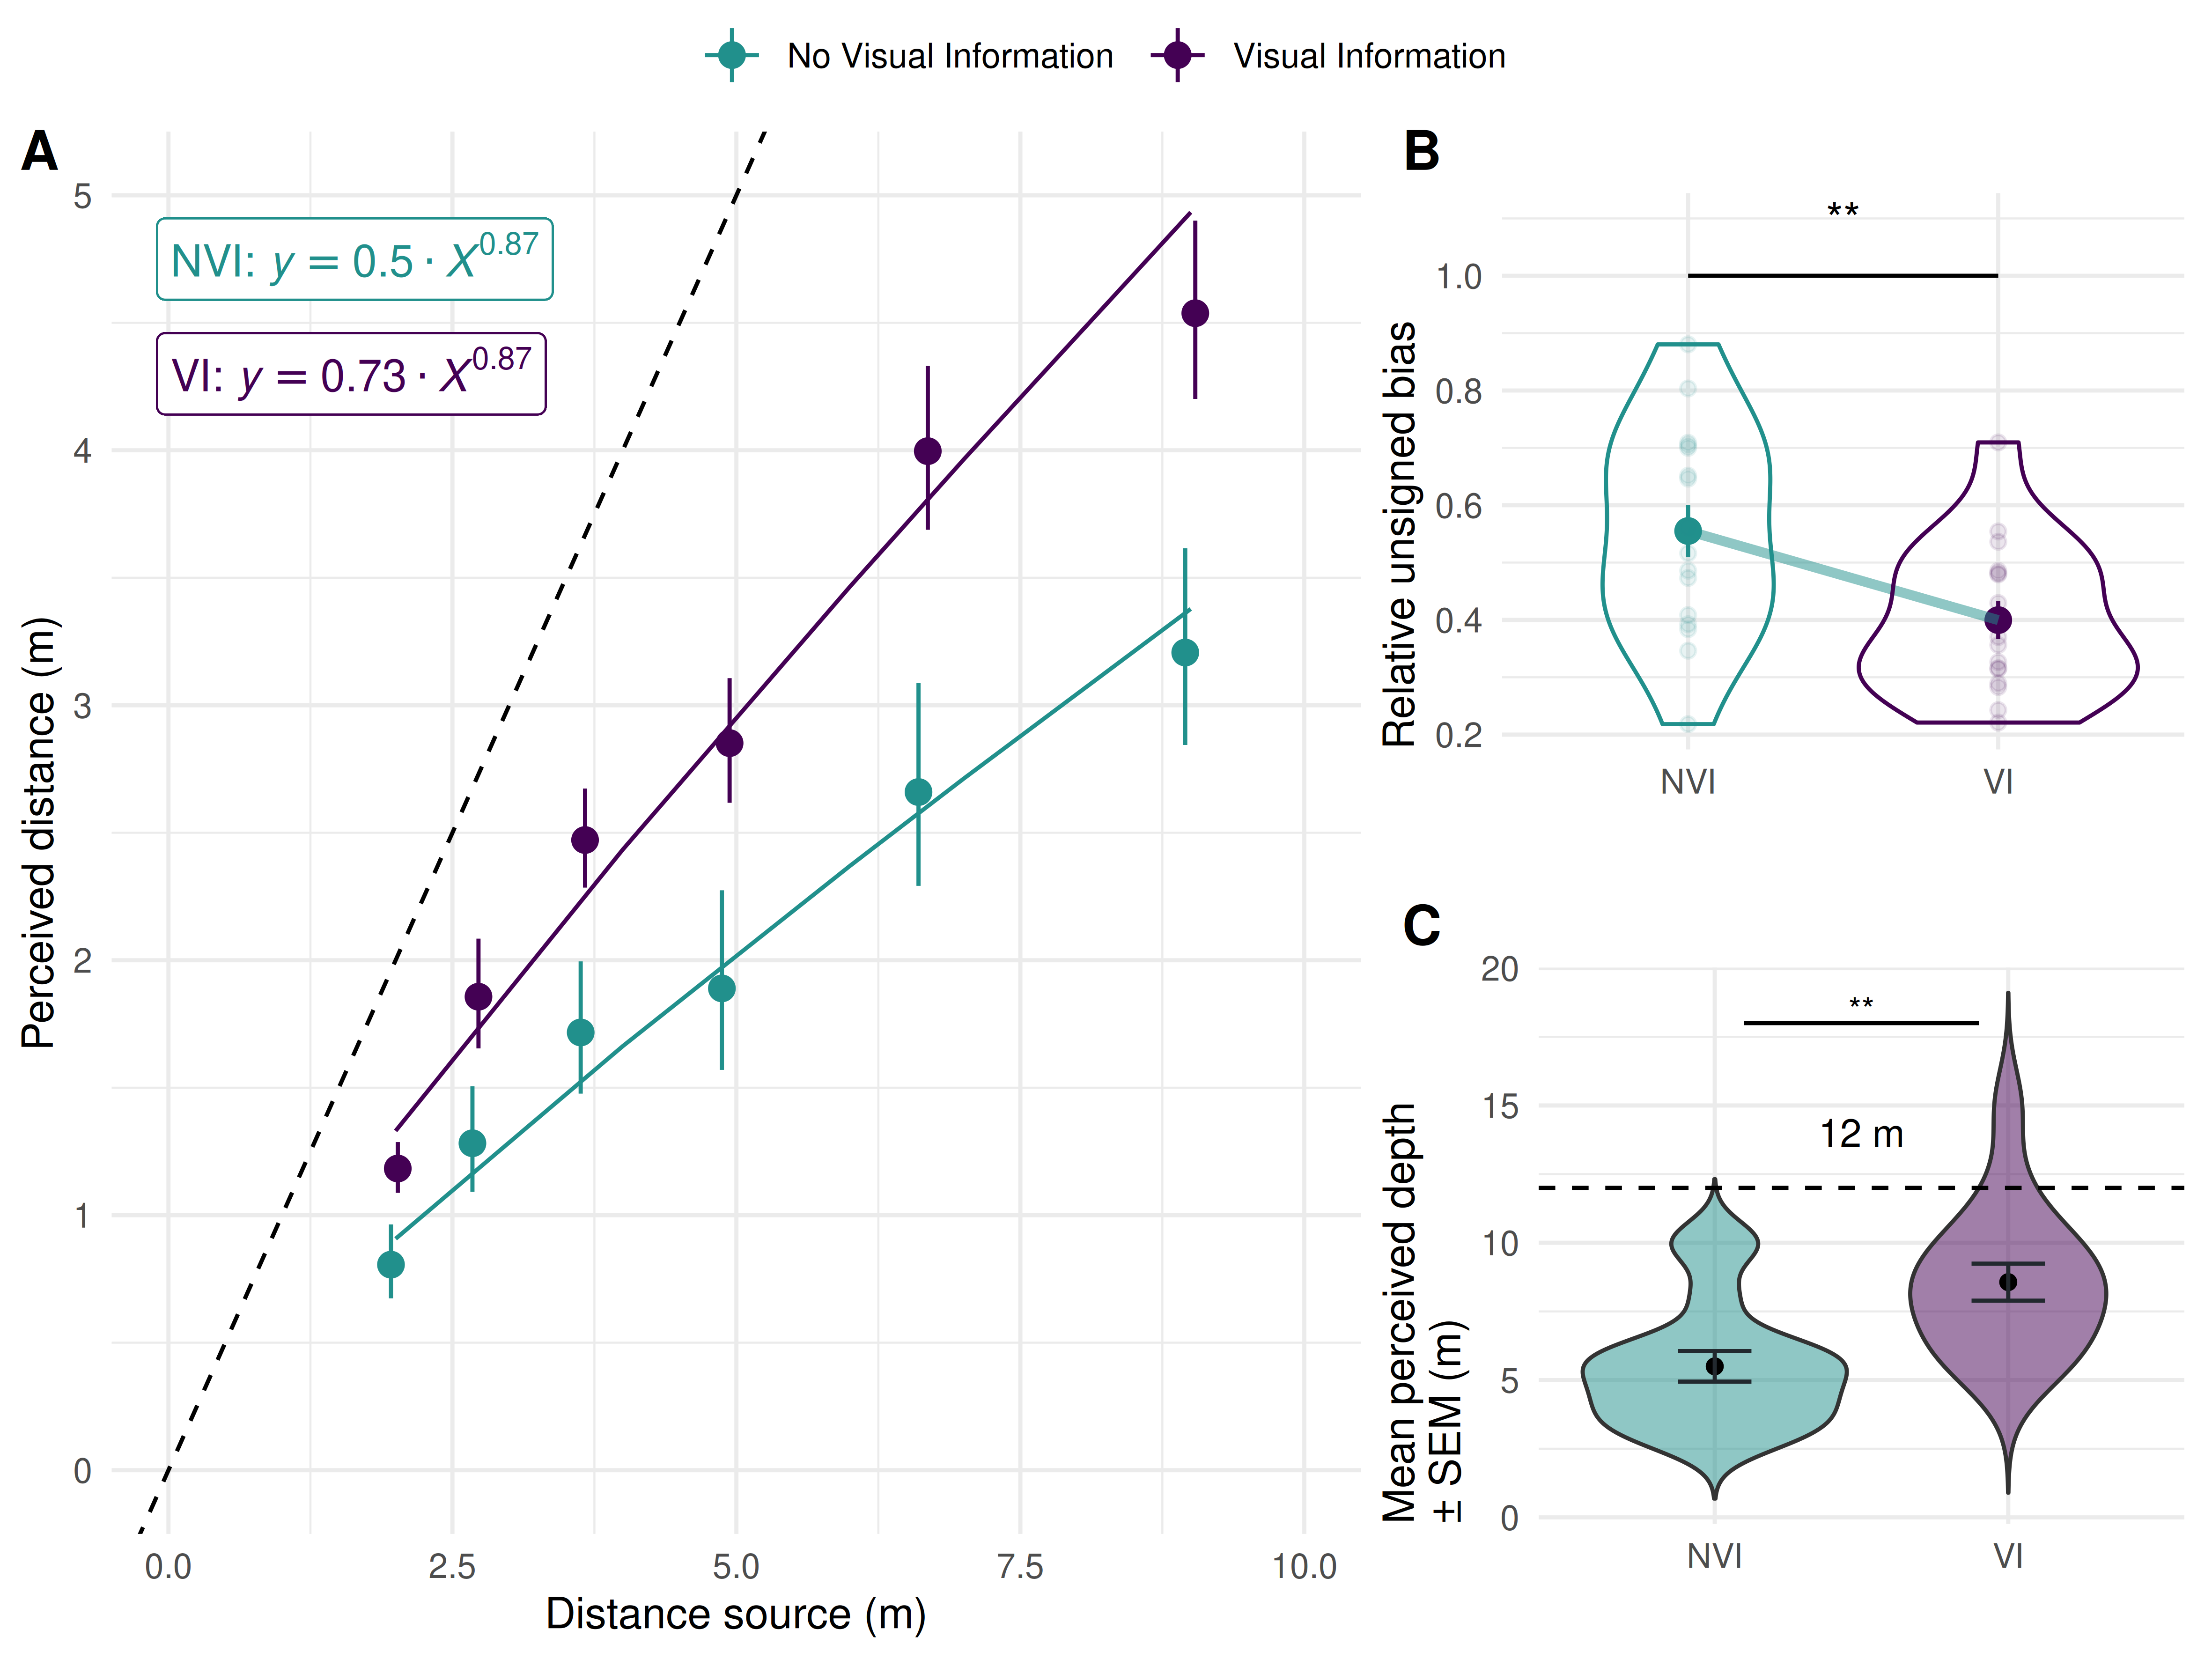 No Visual Information
Visual Information
A
5
4
3
2
1
0
Perceived distance (m)
NVI: y = 0.5 · X^0.87
VI: y = 0.73 · X^0.87
0.0 2.5 5.0 7.5 10.0
Distance source (m)
B
**
1.0
0.8
0.6
0.4
0.2
Relative unsigned bias
NVI VI
C
20
15
10
5
0
**
12 m
Mean perceived depth
± SEM (m)
NVI VI